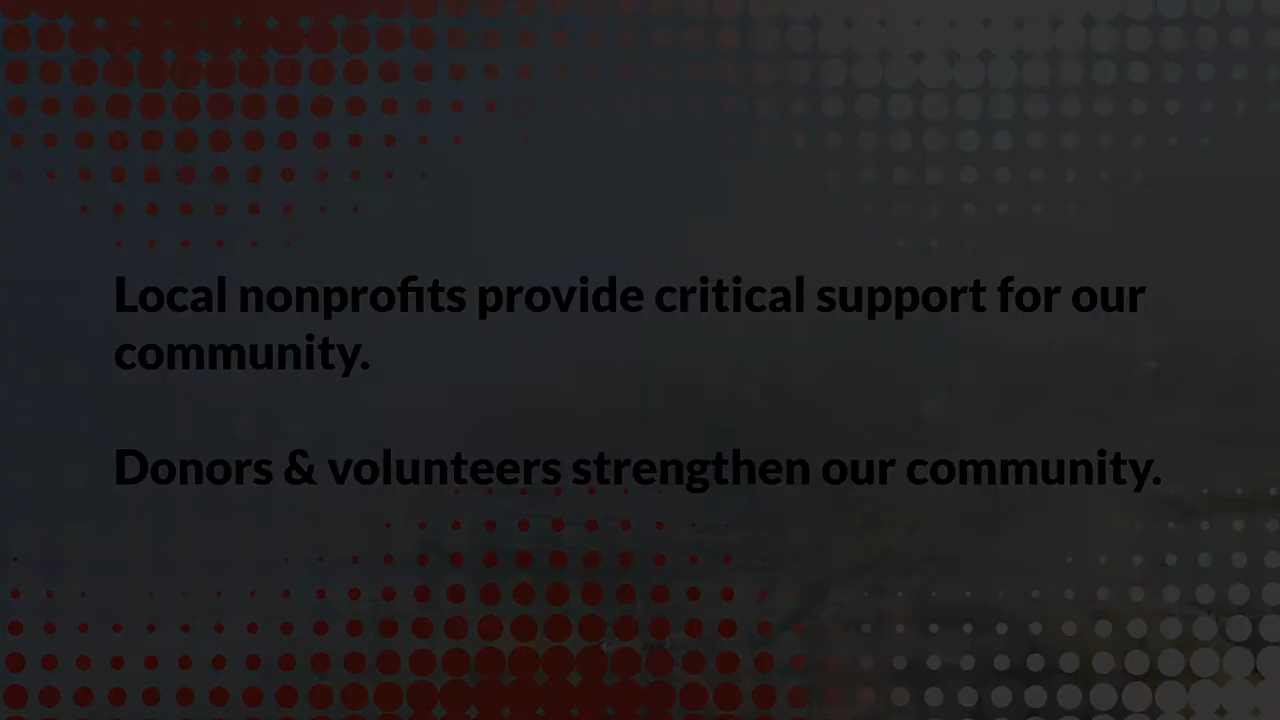 Local nonprofits provide critical support for our
community.
Donors & volunteers strengthen our community.